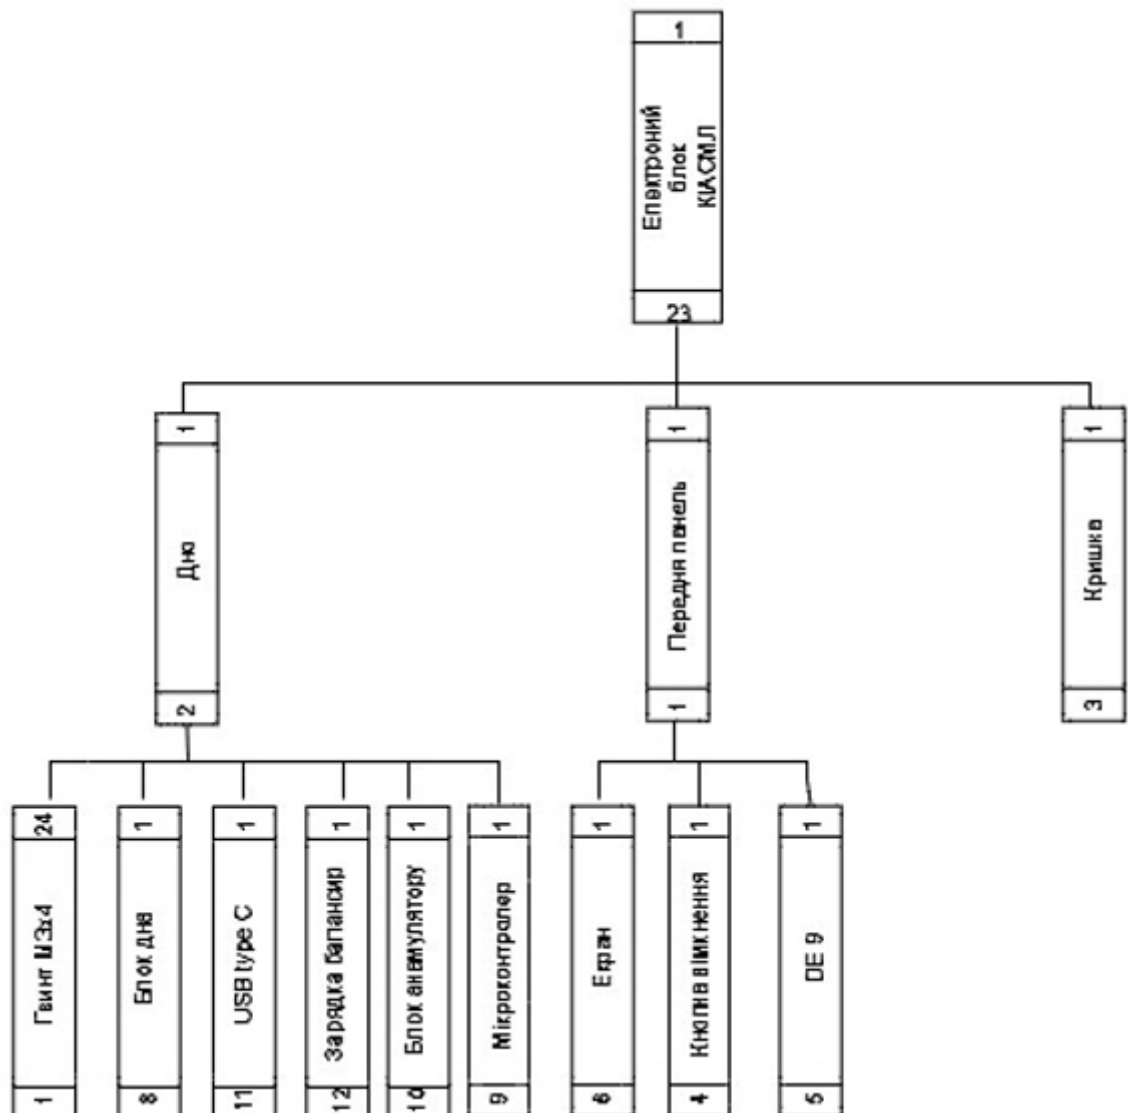 1
Електроний
блок
КІАСМЛ
23
1
Дно
2
1
Передня панель
1
1
Кришка
3
24
Гвинт М3х4
1
1
Блок дна
8
1
USB type C
11
1
Зарядка балансир
12
1
Блок акамулятору
10
1
Мікроконтролер
9
1
Екран
6
1
Кнопка ввімкнення
4
1
DE 9
5